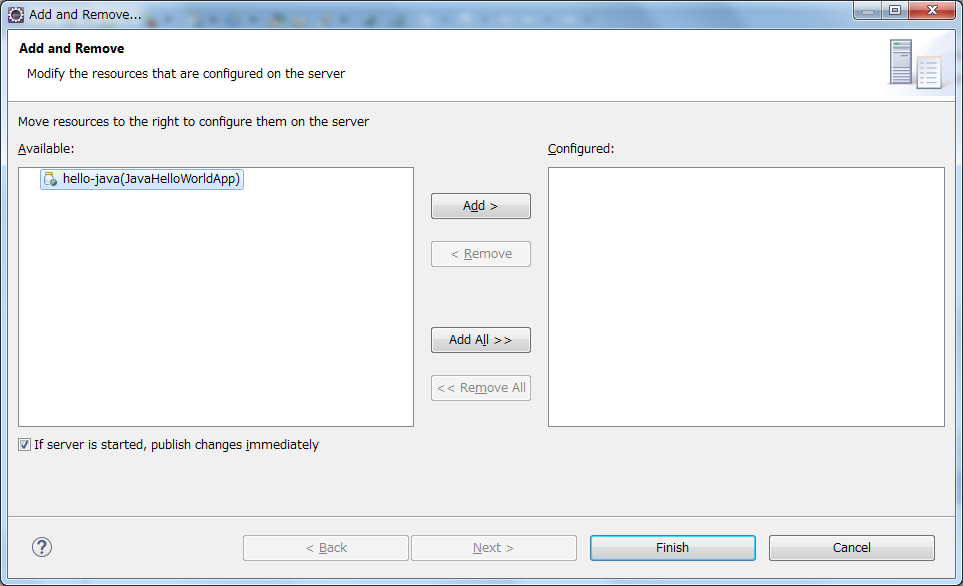 Add and Remove...
Add and Remove
Modify the resources that are configured on the server
Move resources to the right to configure them on the server
Available:
Configured:
hello-java(JavaHelloWorldApp)
Add >
< Remove
Add All >>
<< Remove All
If server is started, publish changes immediately
?
< Back
Next >
Finish
Cancel